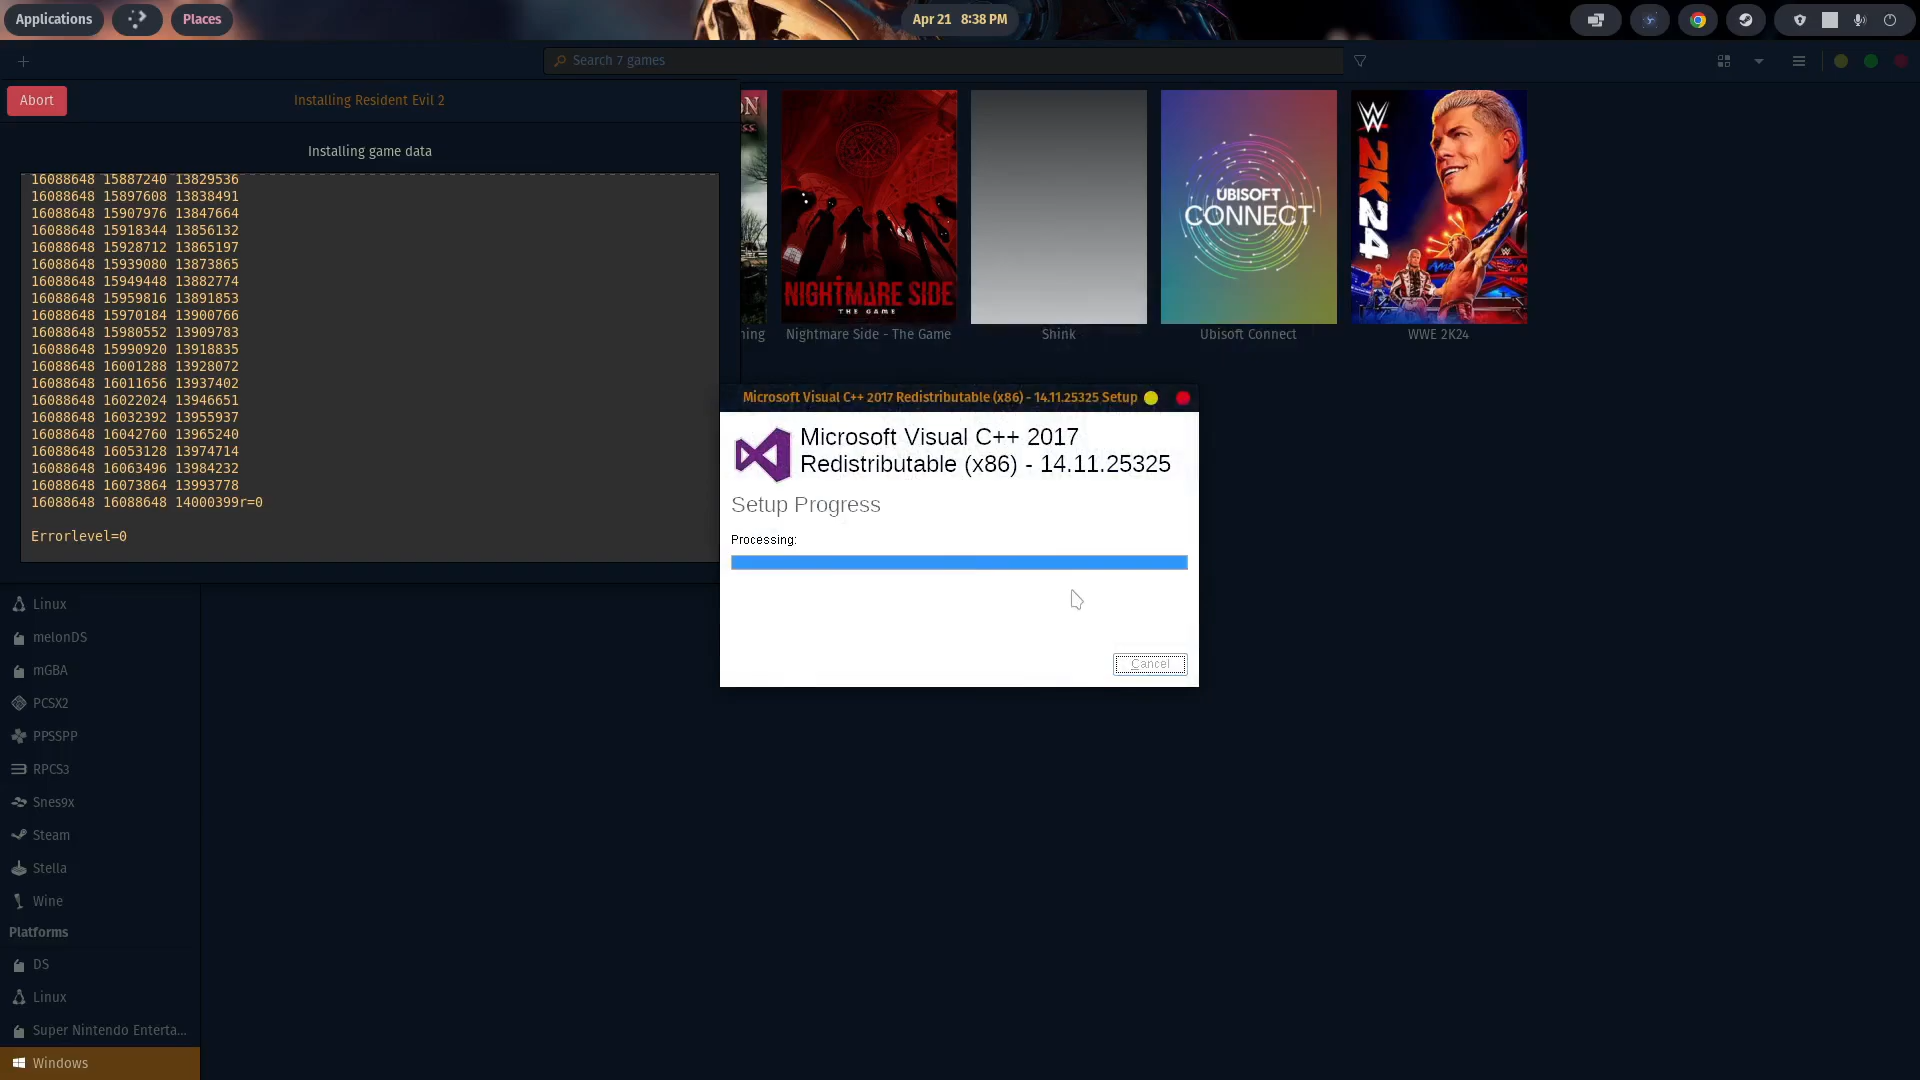 Applications
Places
Apr 21 8:38 PM
Search 7 games
Abort
Installing Resident Evil 2
Installing game data
16088648 15887240 13829536
16088648 15897608 13838491
16088648 15907976 13847664
16088648 15918344 13856132
16088648 15928712 13865197
16088648 15939080 13873865
16088648 15949448 13882774
16088648 15959816 13891853
16088648 15970184 13900766
16088648 15980552 13909783
16088648 15990920 13918835
16088648 16001288 13928072
16088648 16011656 13937402
16088648 16022024 13946651
16088648 16032392 13955937
16088648 16042760 13965240
16088648 16053128 13974714
16088648 16063496 13984232
16088648 16073864 13993778
16088648 16088648 14000399r=0
Errorlevel=0
NIGHTMARE SIDE
THE GAME
UBISOFT
CONNECT
2K24
Nightmare Side - The Game
Shink
Ubisoft Connect
WWE 2K24
Microsoft Visual C++ 2017 Redistributable (x86) - 14.11.25325 Setup
Microsoft Visual C++ 2017
Redistributable (x86) - 14.11.25325
Setup Progress
Processing:
Cancel
Linux
melonDS
mGBA
PCSX2
PPSSPP
RPCS3
Snes9x
Steam
Stella
Wine
Platforms
DS
Linux
Super Nintendo Enterta...
Windows